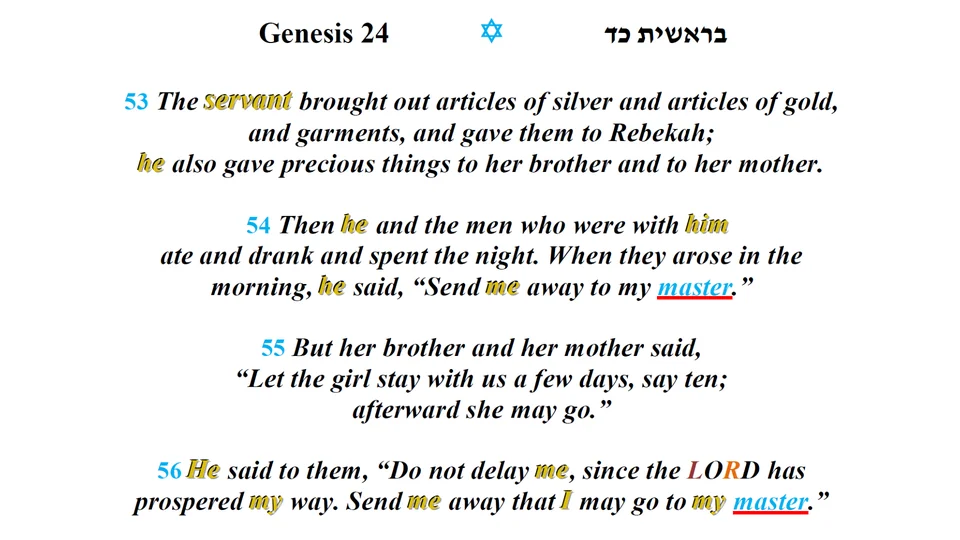 Genesis 24 ✡ בראשית כד
53 The servant brought out articles of silver and articles of gold,
and garments, and gave them to Rebekah;
he also gave precious things to her brother and to her mother.
54 Then he and the men who were with him
ate and drank and spent the night. When they arose in the
morning, he said, “Send me away to my master.”
55 But her brother and her mother said,
“Let the girl stay with us a few days, say ten;
afterward she may go.”
56 He said to them, “Do not delay me, since the LORD has
prospered my way. Send me away that I may go to my master.”